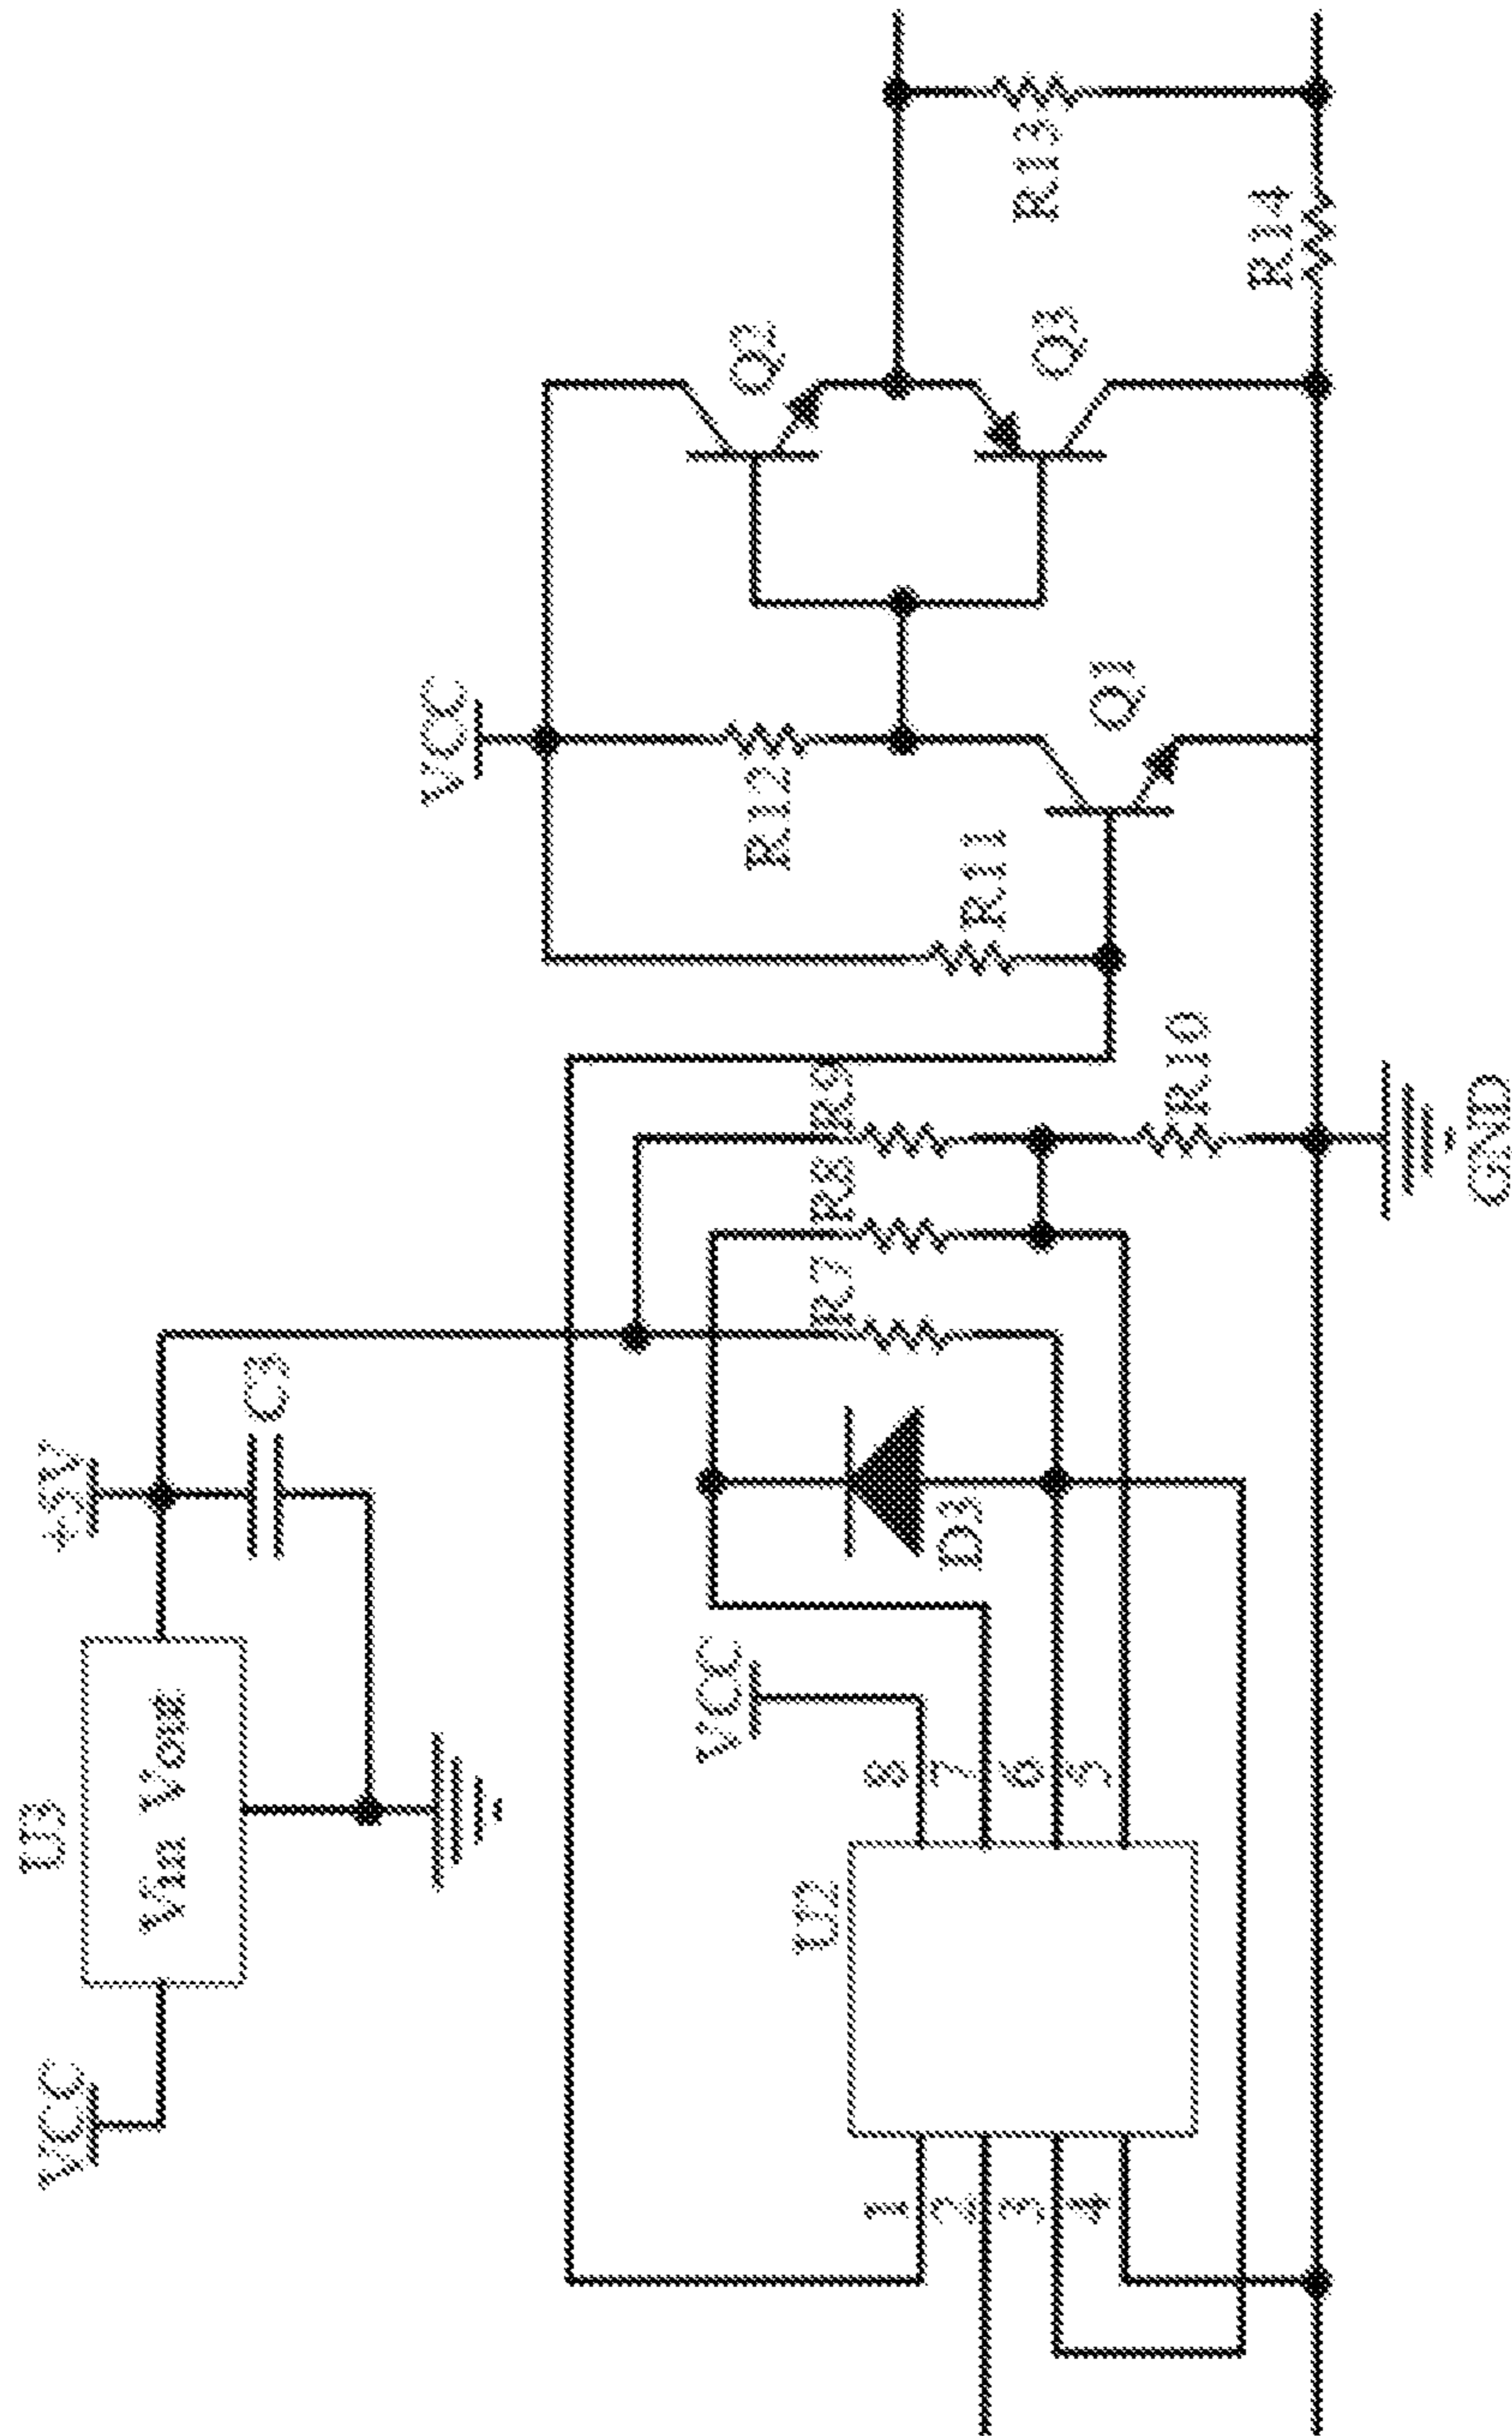 VCC
U3
Vin Vout
+5V
C3
VCC
R12
R11
Q1
Q2
Q3
R13
R14
U2
1
2
3
4
8
7
6
5
VCC
D3
R7
R8
R9
R10
GND